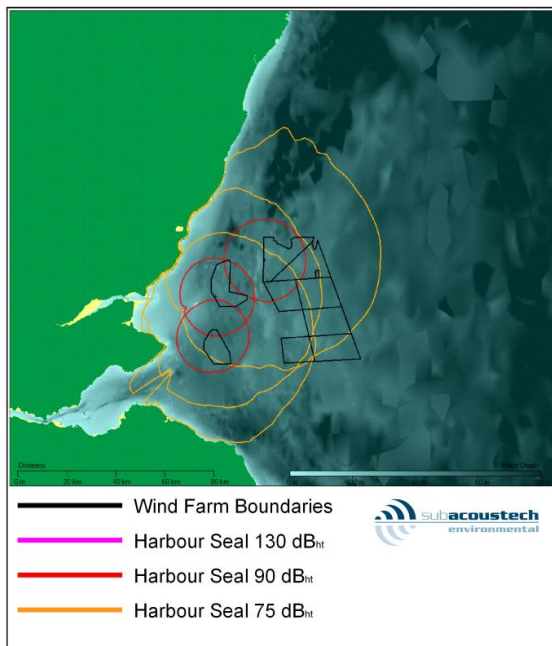 Distance
0 m 20 km 40 km 60 km 80 km
Wind Farm Boundaries
Harbour Seal 130 dBht
Harbour Seal 90 dBht
Harbour Seal 75 dBht
subacoustech
environmental